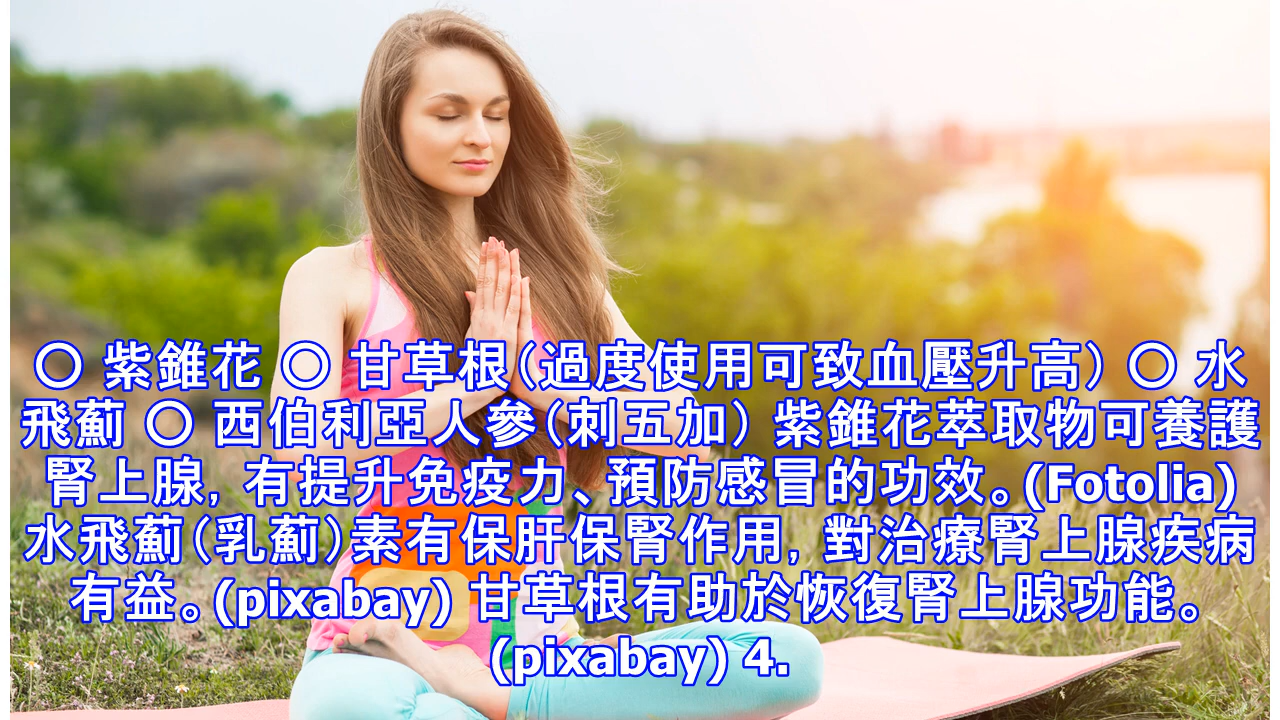 〇 紫錐花 〇 甘草根（過度使用可致血壓升高） 〇 水
飛薊 〇 西伯利亞人參（刺五加） 紫錐花萃取物可養護
腎上腺，有提升免疫力、預防感冒的功效。(Fotolia)
水飛薊（乳薊）素有保肝保腎作用，對治療腎上腺疾病
有益。(pixabay) 甘草根有助於恢復腎上腺功能。
(pixabay) 4.